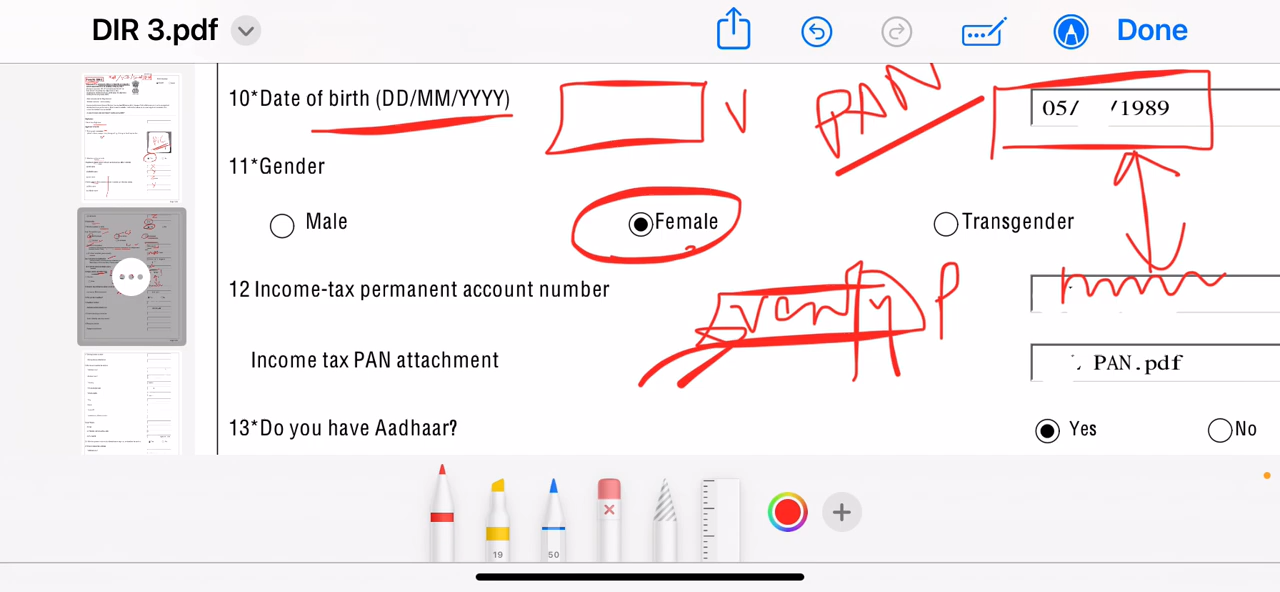 DIR 3.pdf
Done
10*Date of birth (DD/MM/YYYY)
V
PAN
05/ /1989
11*Gender
Male
Female
Transgender
12 Income-tax permanent account number
verify
P
Income tax PAN attachment
PAN.pdf
13*Do you have Aadhaar?
Yes
No
19
50